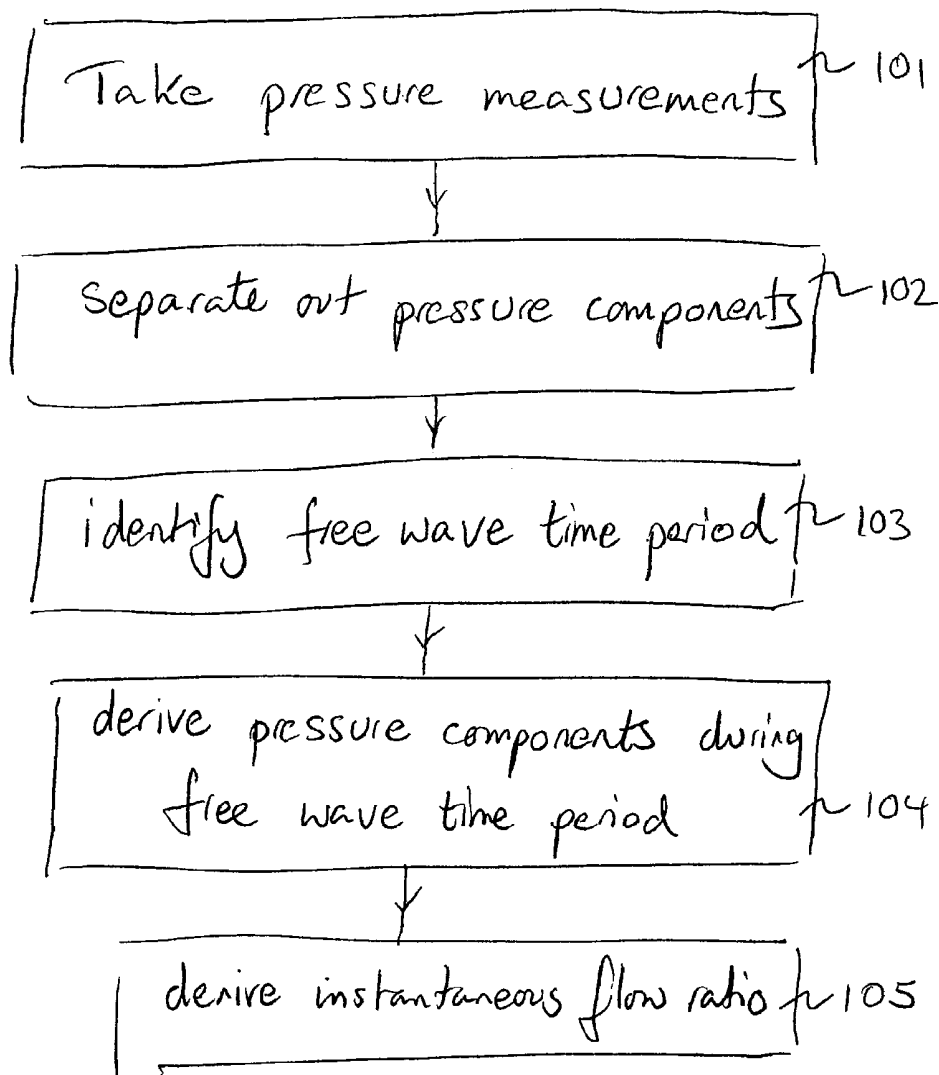 Take pressure measurements 101
Separate out pressure components 102
identify free wave time period 103
derive pressure components during
free wave time period 104
derive instantaneous flow ratio 105